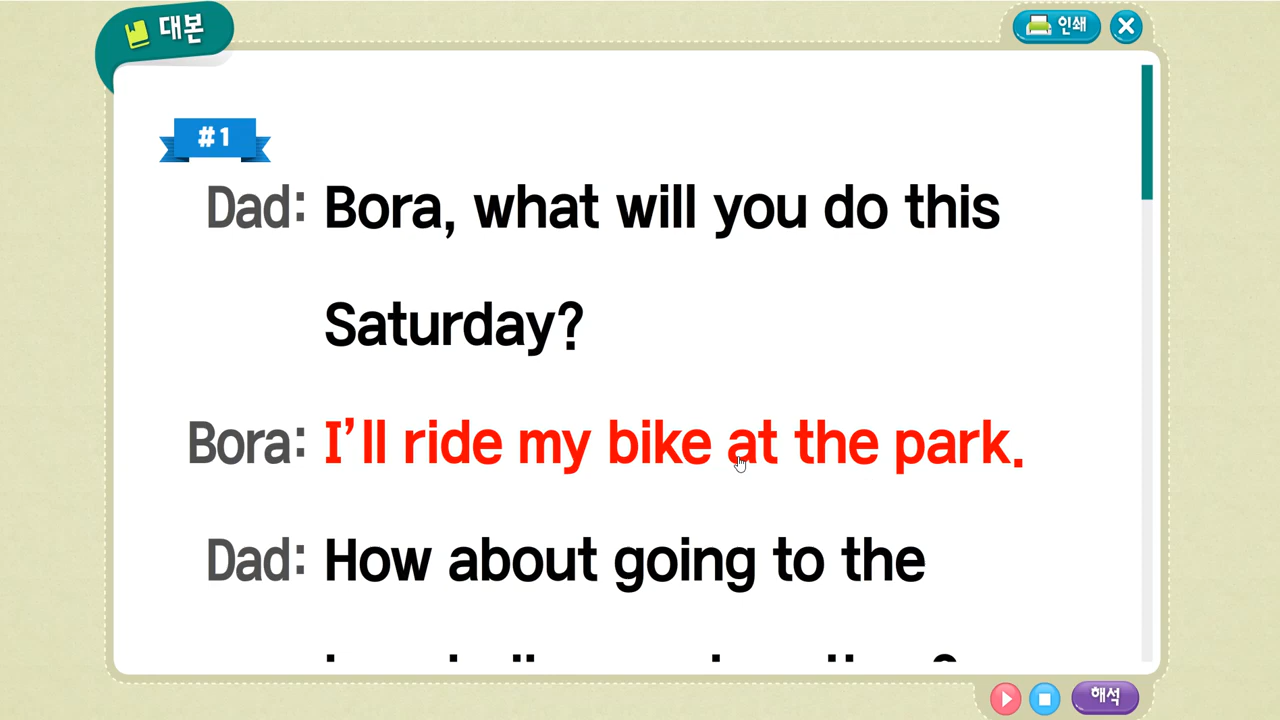 대본
인쇄
#1
Dad: Bora, what will you do this
Saturday?
Bora: I'll ride my bike at the park.
Dad: How about going to the
해석